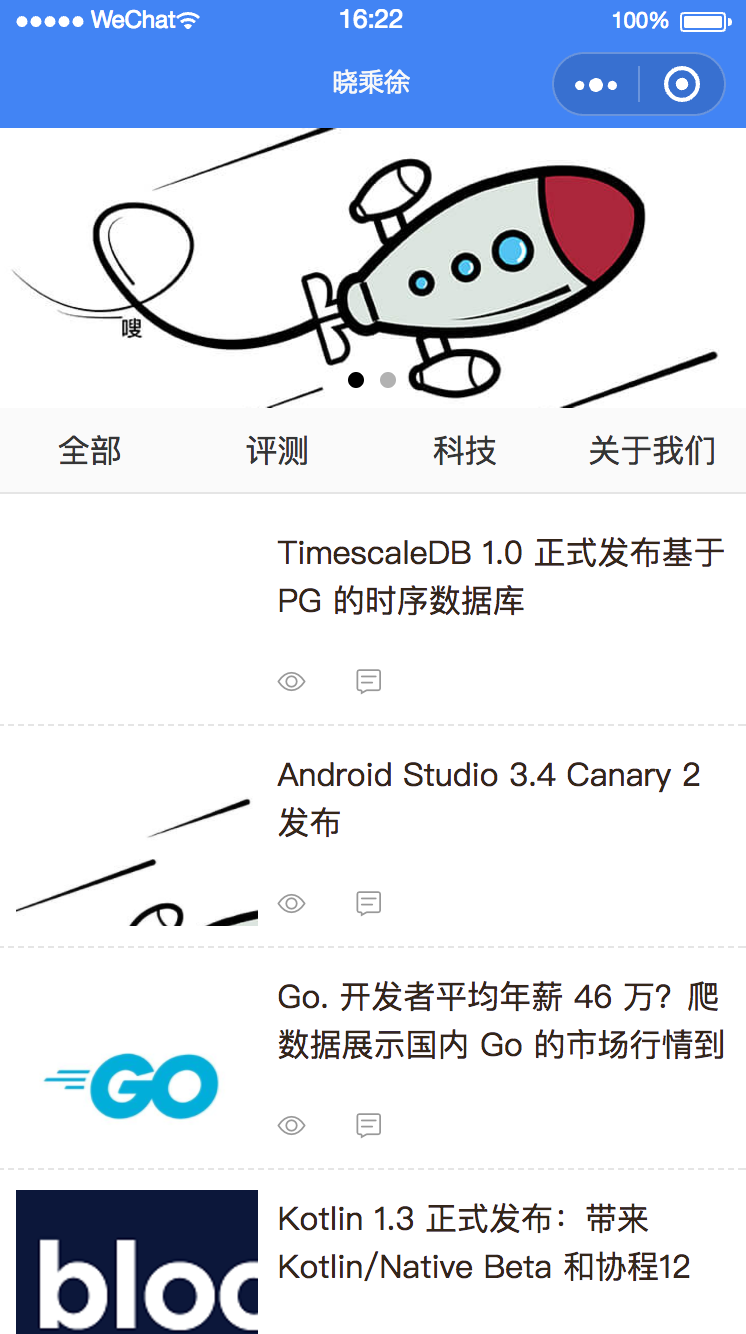 WeChat
16:22
100%
晓乘徐
嗖
全部
评测
科技
关于我们
TimescaleDB 1.0 正式发布基于
PG 的时序数据库
Android Studio 3.4 Canary 2
发布
Go. 开发者平均年薪 46 万？爬
数据展示国内 Go 的市场行情到
GO
Kotlin 1.3 正式发布：带来
Kotlin/Native Beta 和协程12
bloc